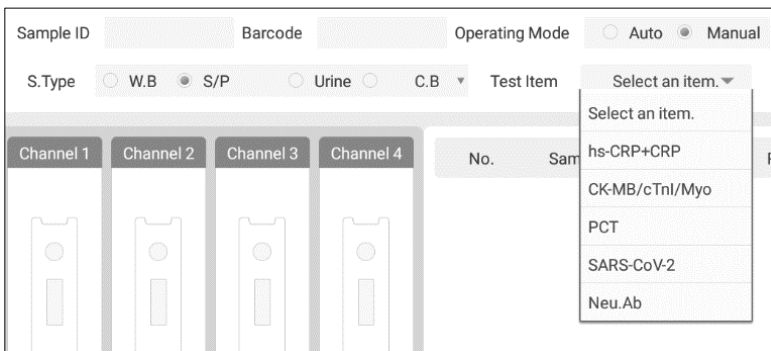 Sample ID Barcode Operating Mode Auto Manual
S.Type W.B S/P Urine C.B Test Item Select an item.
Select an item.
hs-CRP+CRP
CK-MB/cTnI/Myo
PCT
SARS-CoV-2
Neu.Ab
Channel 1 Channel 2 Channel 3 Channel 4
No. Sam